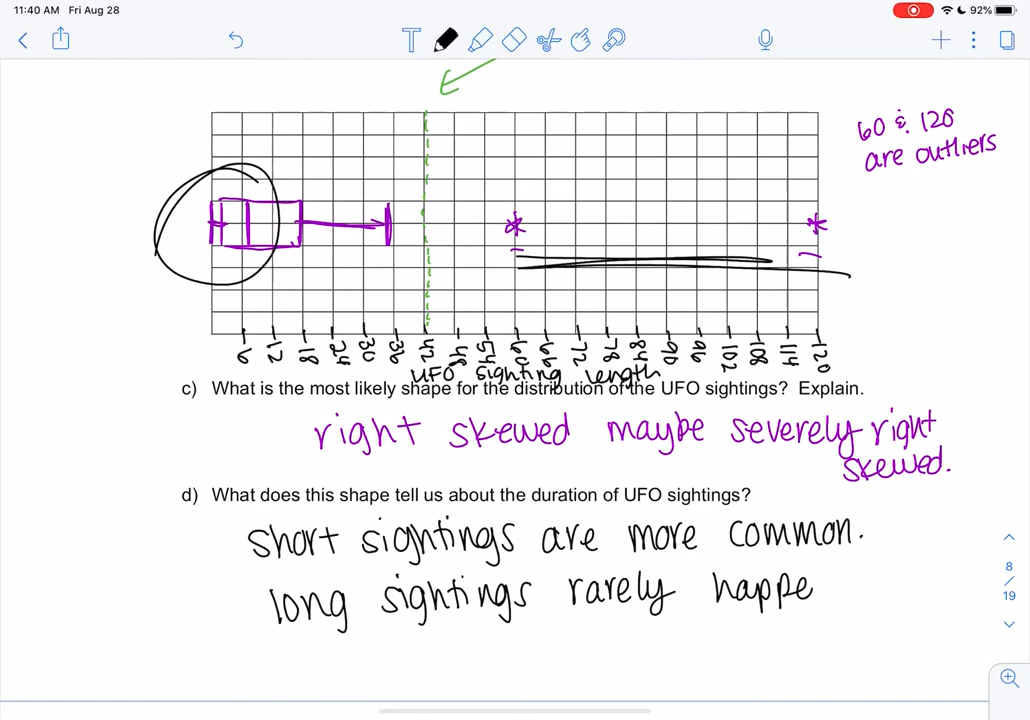 11:40 AM Fri Aug 28
92%
T
60 & 120
are outliers
6 12 18 24 30 36 42 48 54 60 66 72 78 84 90 96 102 108 114 120
UFO sighting length
c) What is the most likely shape for the distribution of the UFO sightings? Explain.
right skewed maybe severely right
skewed.
d) What does this shape tell us about the duration of UFO sightings?
short sightings are more common.
long sightings rarely happe
8
/
19